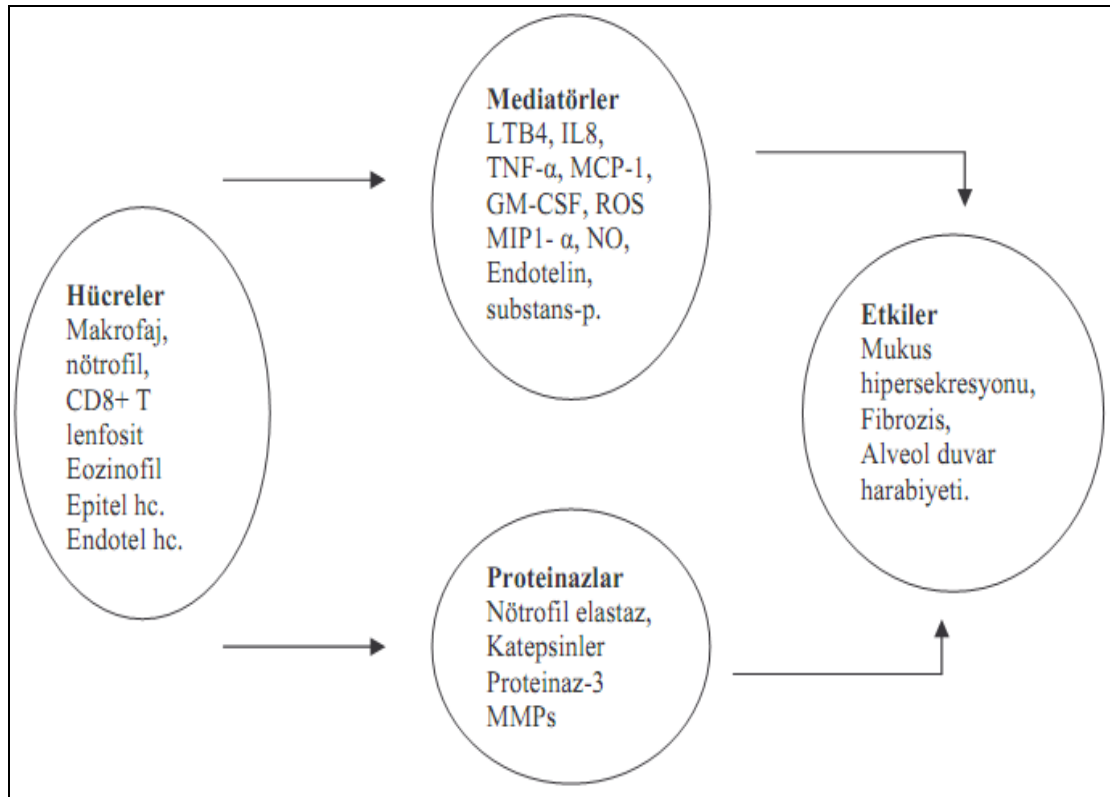 Hücreler
Makrofaj,
nötrofil,
CD8+ T
lenfosit
Eozinofil
Epitel hc.
Endotel hc.
Mediatörler
LTB4, IL8,
TNF-α, MCP-1,
GM-CSF, ROS
MIP1- α, NO,
Endotelin,
substans-p.
Proteinazlar
Nötrofil elastaz,
Katepsinler
Proteinaz-3
MMPs
Etkiler
Mukus
hipersekresyonu,
Fibrozis,
Alveol duvar
harabiyeti.